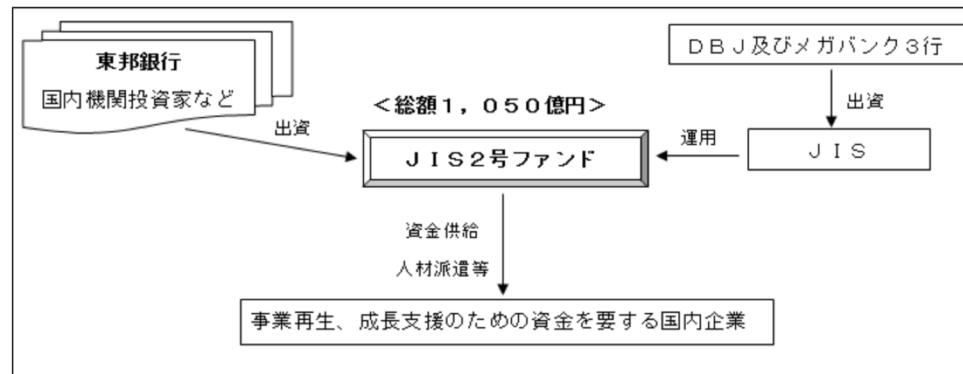 東邦銀行
国内機関投資家など
出資
<総額1,050億円>
JIS2号ファンド
DBJ及びメガバンク3行
出資
JIS
運用
資金供給
人材派遣等
事業再生、成長支援のための資金を要する国内企業